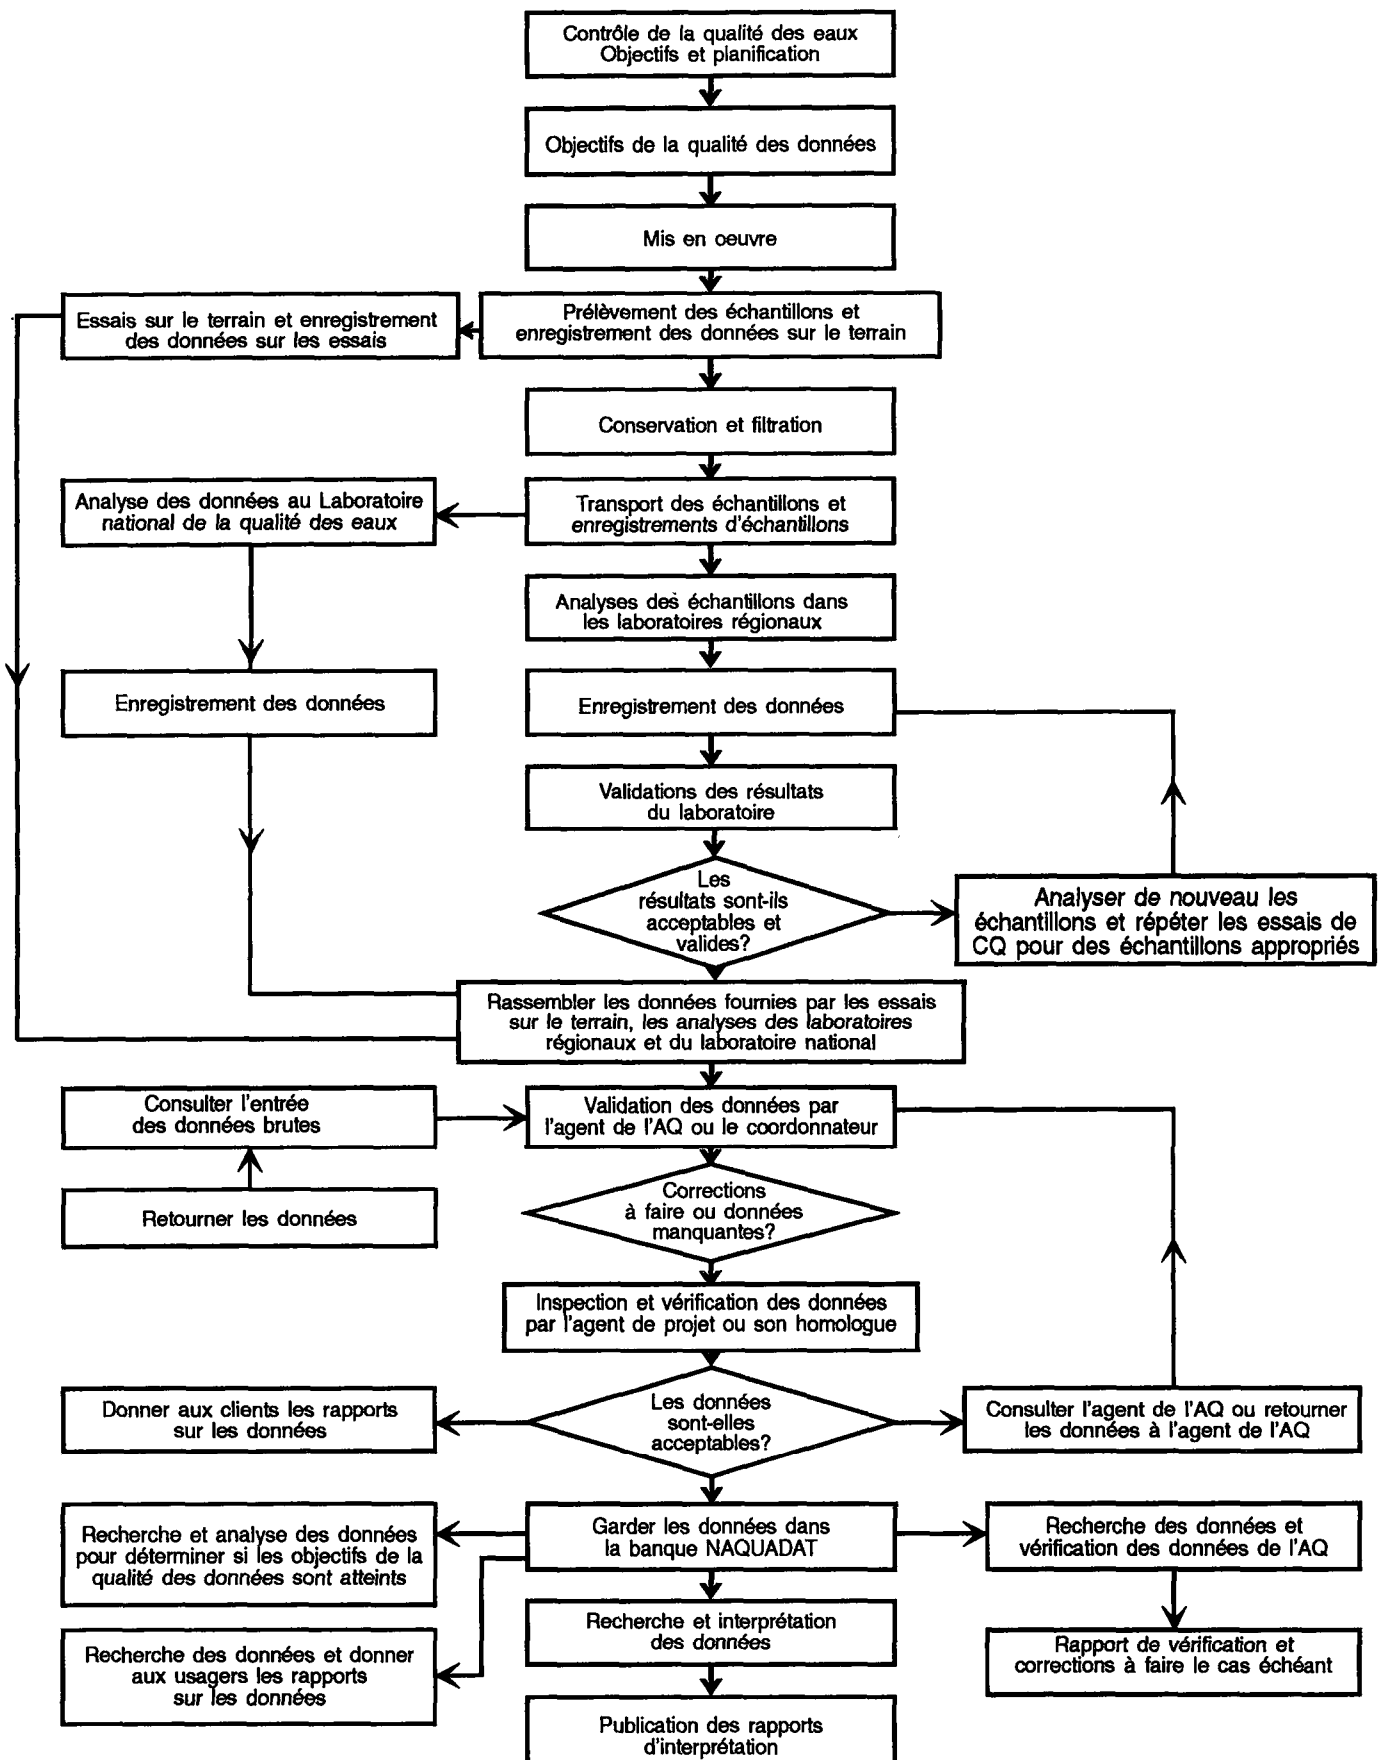 Contrôle de la qualité des eaux
Objectifs et planification
Objectifs de la qualité des données
Mis en oeuvre
Essais sur le terrain et enregistrement
des données sur les essais
Prélèvement des échantillons et
enregistrement des données sur le terrain
Conservation et filtration
Analyse des données au Laboratoire
national de la qualité des eaux
Transport des échantillons et
enregistrements d'échantillons
Analyses des échantillons dans
les laboratoires régionaux
Enregistrement des données
Enregistrement des données
Validations des résultats
du laboratoire
Les
résultats sont-ils
acceptables et
valides?
Analyser de nouveau les
échantillons et répéter les essais de
CQ pour des échantillons appropriés
Rassembler les données fournies par les essais
sur le terrain, les analyses des laboratoires
régionaux et du laboratoire national
Consulter l'entrée
des données brutes
Validation des données par
l'agent de l'AQ ou le coordonnateur
Retourner les données
Corrections
à faire ou données
manquantes?
Inspection et vérification des données
par l'agent de projet ou son homologue
Donner aux clients les rapports
sur les données
Les données
sont-elles
acceptables?
Consulter l'agent de l'AQ ou retourner
les données à l'agent de l'AQ
Recherche et analyse des données
pour déterminer si les objectifs de la
qualité des données sont atteints
Garder les données dans
la banque NAQUADAT
Recherche des données et
vérification des données de l'AQ
Recherche des données et donner
aux usagers les rapports
sur les données
Recherche et interprétation
des données
Rapport de vérification et
corrections à faire le cas échéant
Publication des rapports
d'interprétation